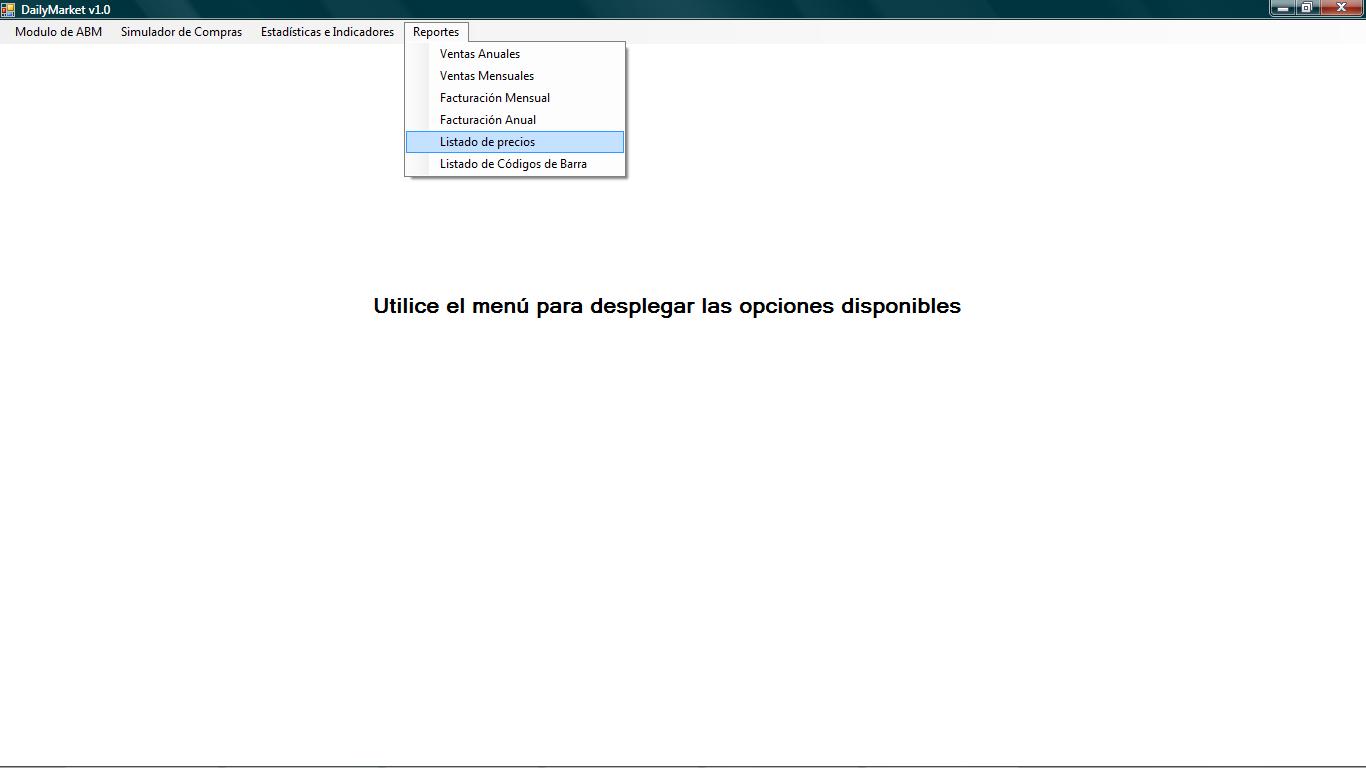 DailyMarket v1.0
Modulo de ABM Simulador de Compras Estadísticas e Indicadores Reportes
Ventas Anuales
Ventas Mensuales
Facturación Mensual
Facturación Anual
Listado de precios
Listado de Códigos de Barra
Utilice el menú para desplegar las opciones disponibles